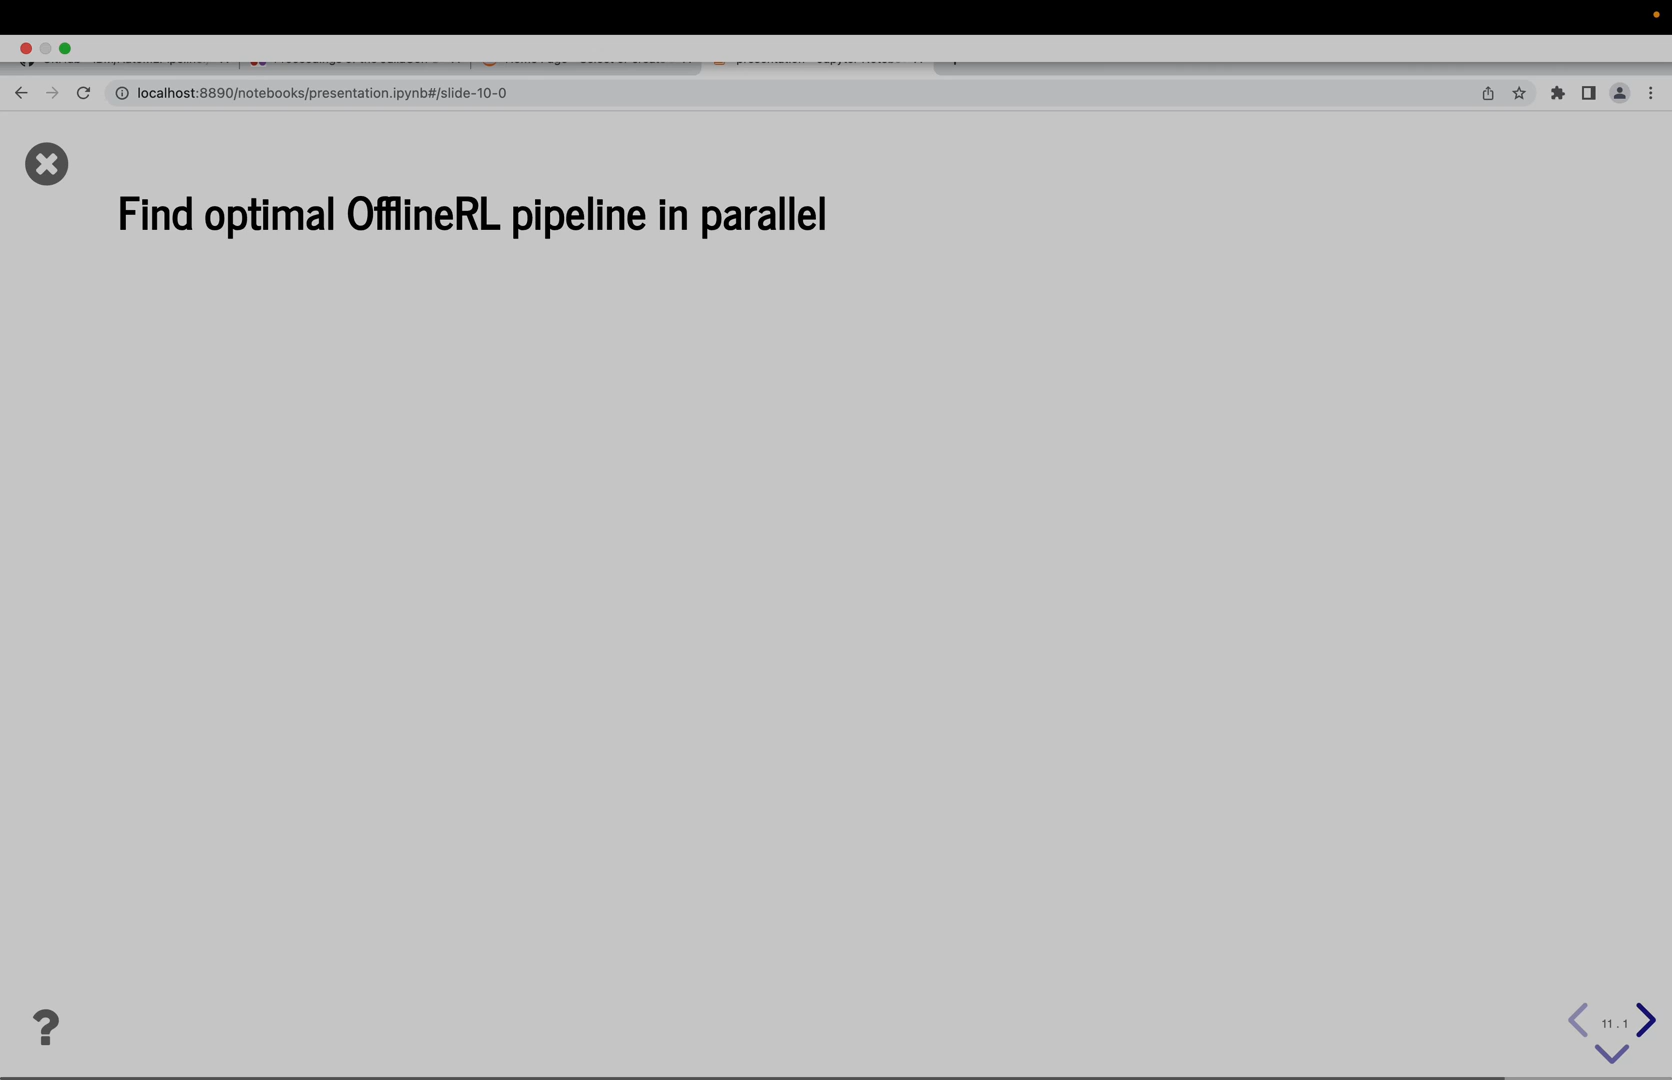 localhost:8890/notebooks/presentation.ipynb#/slide-10-0
Find optimal OfflineRL pipeline in parallel
?
11 . 1